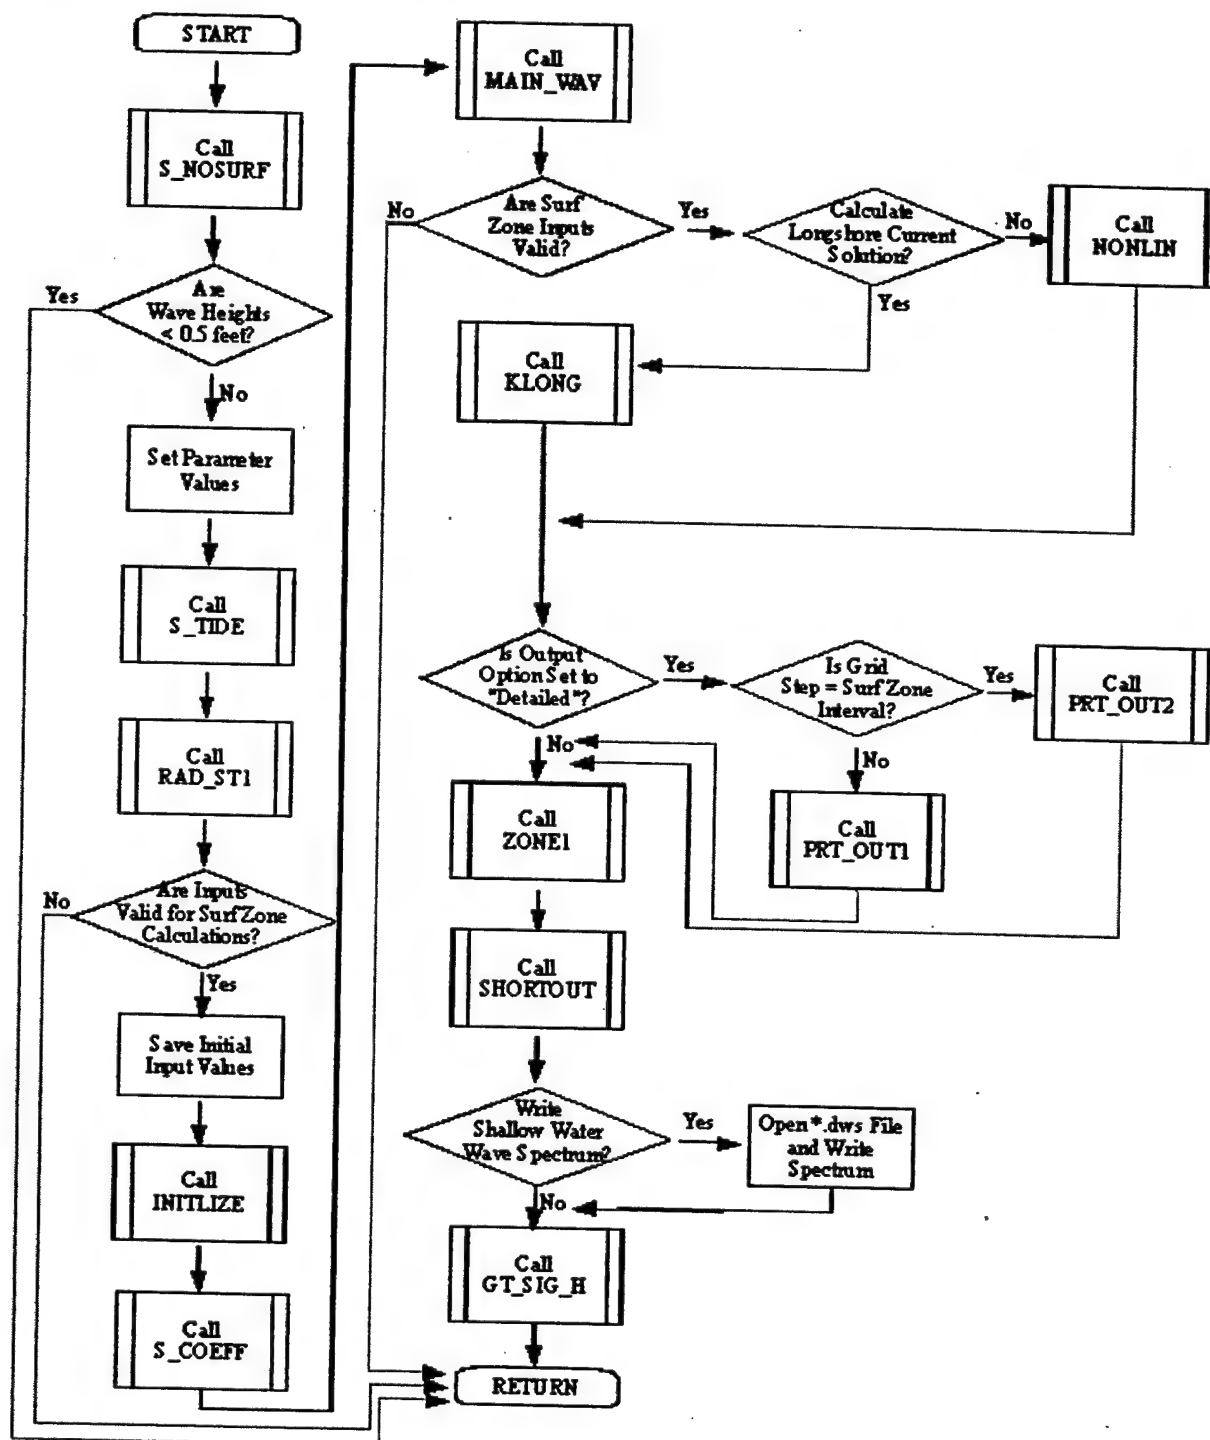 START
Call
S_NOSURF
Are
Wave Heights
< 0.5 feet?
Yes
No
Set Parameter
Values
Call
S_TIDE
Call
RAD_ST1
Are Inputs
Valid for Surf Zone
Calculations?
No
Yes
Save Initial
Input Values
Call
INITLIZE
Call
S_COEFF
Call
MAIN_WAV
Are Surf
Zone Inputs
Valid?
No
Yes
Calculate
Longshore Current
Solution?
No
Call
NONLIN
Yes
Call
KLONG
Is Output
Option Set to
"Detailed"?
Yes
Is Grid
Step = Surf Zone
Interval?
Yes
Call
PRT_OUT2
No
No
Call
PRT_OUT1
Call
ZONE1
Call
SHORTOUT
Write
Shallow Water
Wave Spectrum?
Yes
Open *.dws File
and Write
Spectrum
No
Call
GT_SIG_H
RETURN